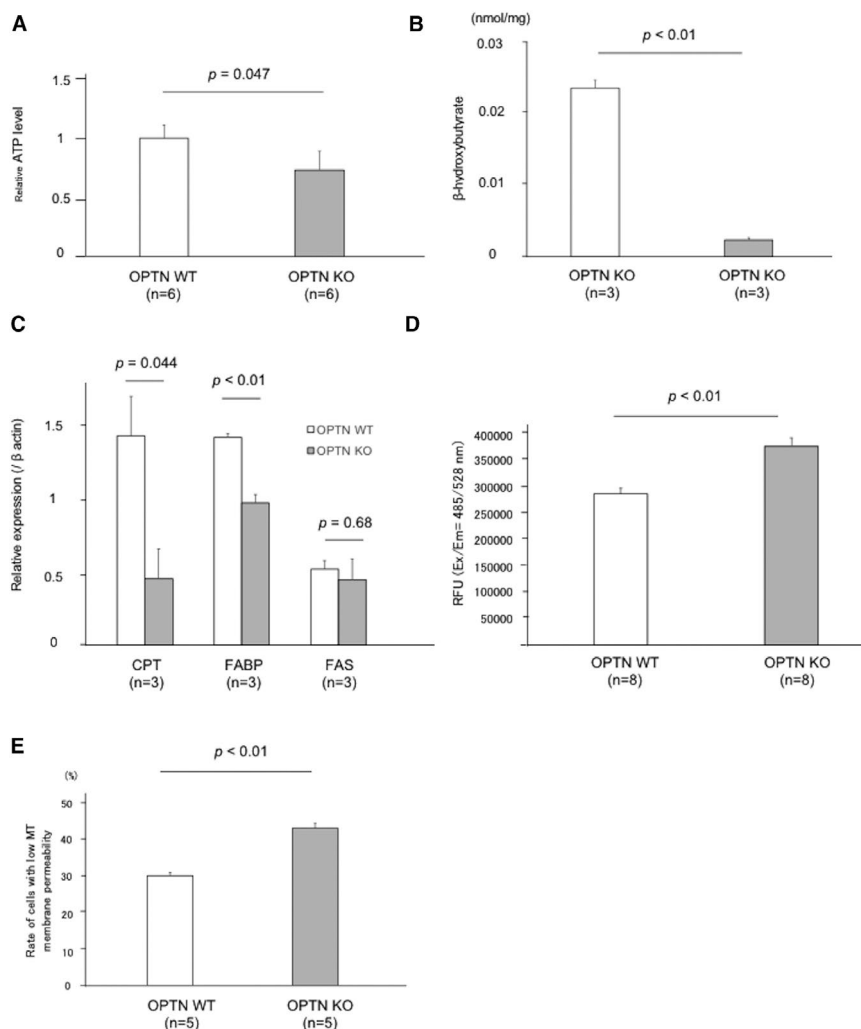 A
p = 0.047
1.5
1
0.5
0
Relative ATP level
OPTN WT
(n=6)
OPTN KO
(n=6)
B
(nmol/mg)
p < 0.01
0.03
0.02
0.01
0
β-hydroxybutyrate
OPTN KO
(n=3)
OPTN KO
(n=3)
C
p = 0.044
p < 0.01
p = 0.68
OPTN WT
OPTN KO
1.5
1
0.5
0
Relative expression (/ β actin)
CPT
(n=3)
FABP
(n=3)
FAS
(n=3)
D
p < 0.01
400000
350000
300000
250000
200000
150000
100000
50000
RFU (Ex/Em= 485/528 nm)
OPTN WT
(n=8)
OPTN KO
(n=8)
E
p < 0.01
(%)
50
40
30
20
10
0
Rate of cells with low MT
membrane permeability
OPTN WT
(n=5)
OPTN KO
(n=5)